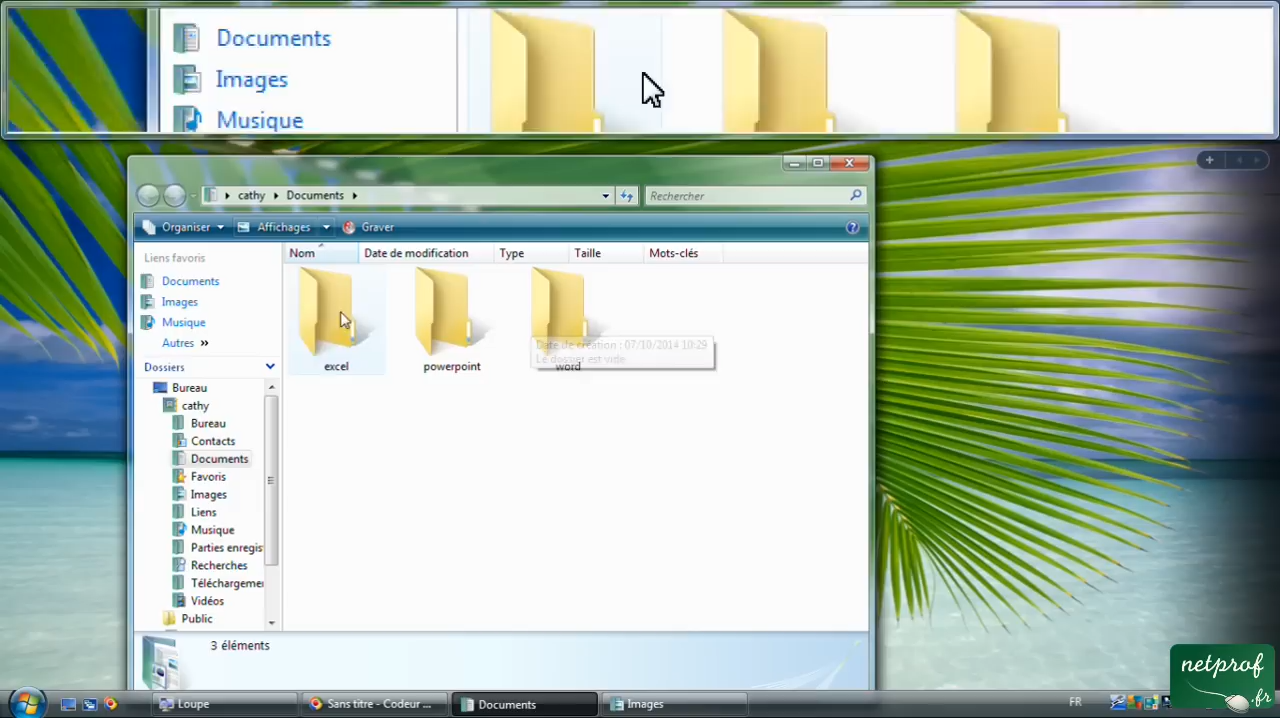 Documents
Images
Musique
cathy
Documents
Rechercher
Organiser
Affichages
Graver
Liens favoris
Documents
Images
Musique
Autres »
Dossiers
Bureau
cathy
Bureau
Contacts
Documents
Favoris
Images
Liens
Musique
Parties enregis
Recherches
Téléchargeme
Vidéos
Public
Nom
Date de modification
Type
Taille
Mots-clés
excel
powerpoint
word
Date de création : 07/10/2014 10:29
Le dossier est vide
3 éléments
Loupe
Sans titre - Codeur ...
Documents
Images
FR
netprof
.fr